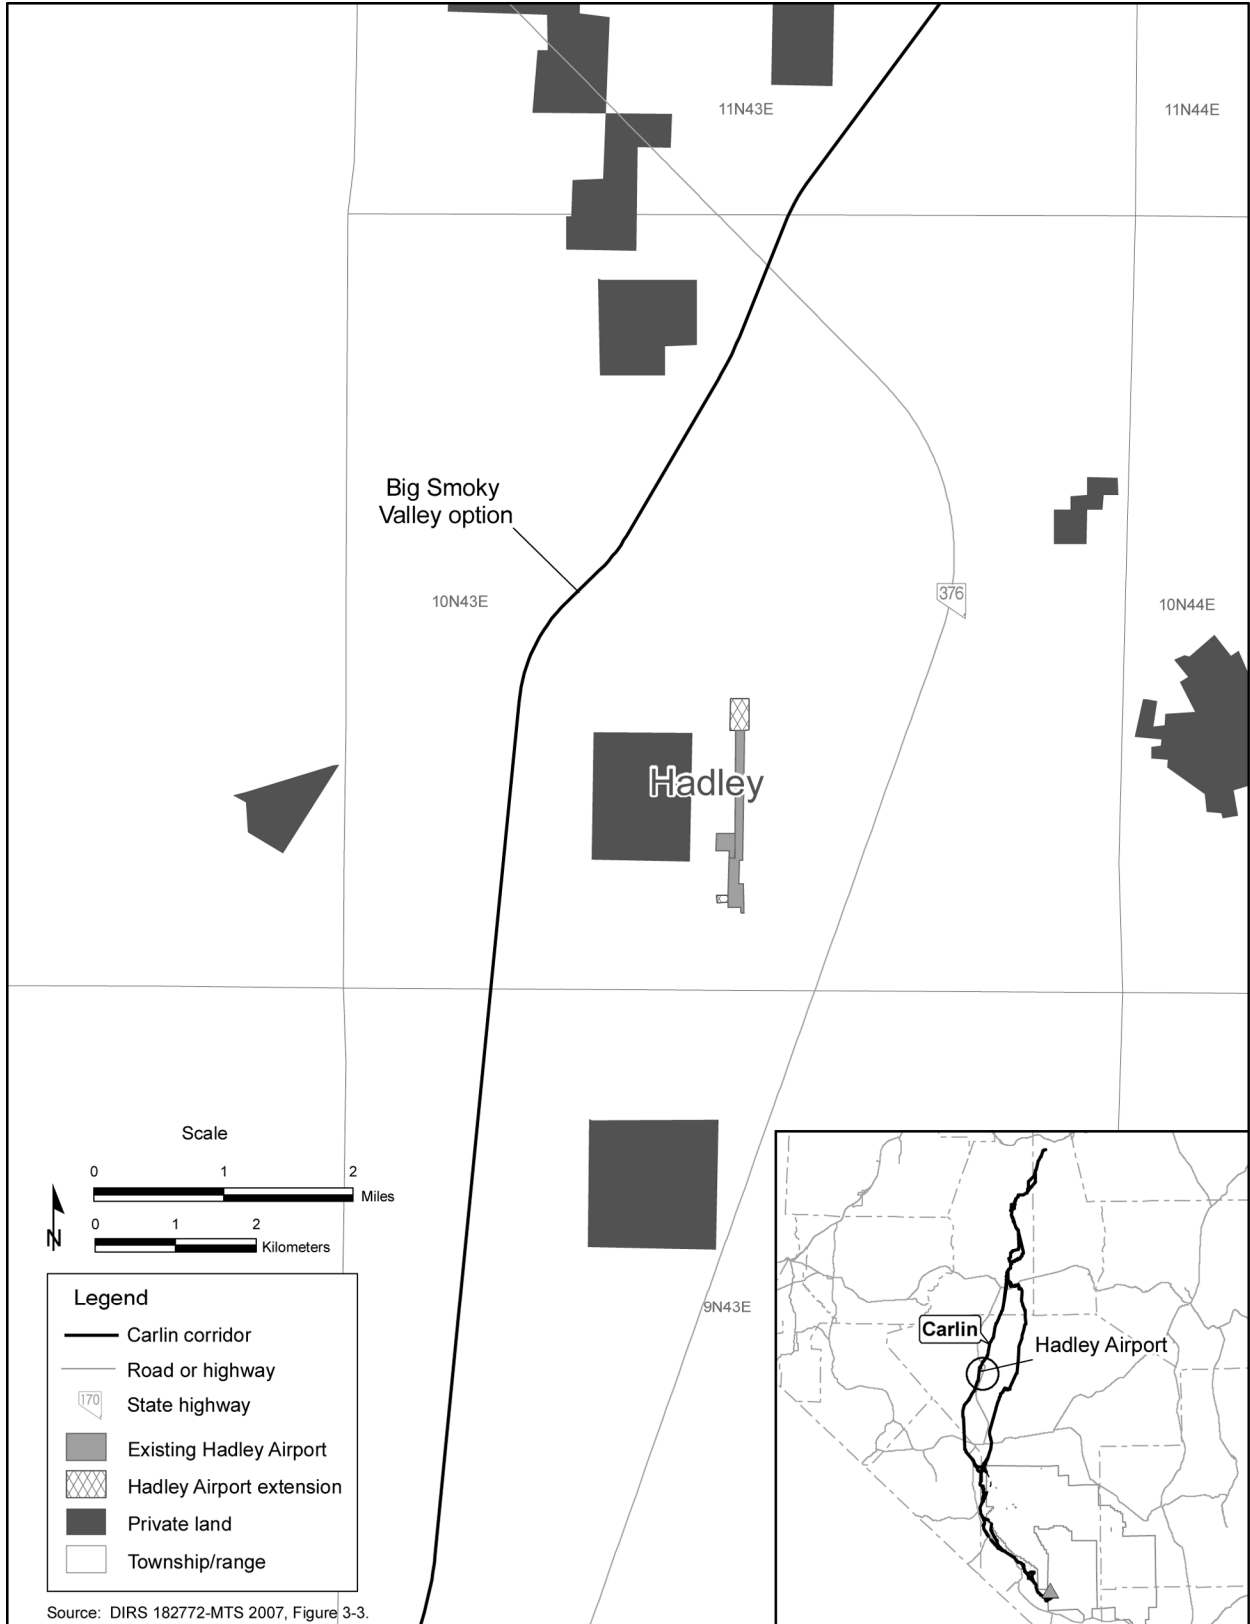 11N43E
11N44E
Big Smoky
Valley option
10N43E
376
10N44E
Hadley
Scale
0 1 2
Miles
0 1 2
Kilometers
N
9N43E
Legend
Carlin corridor
Road or highway
170
State highway
Existing Hadley Airport
Hadley Airport extension
Private land
Township/range
Carlin
Hadley Airport
Source: DIRS 182772-MTS 2007, Figure 3-3.